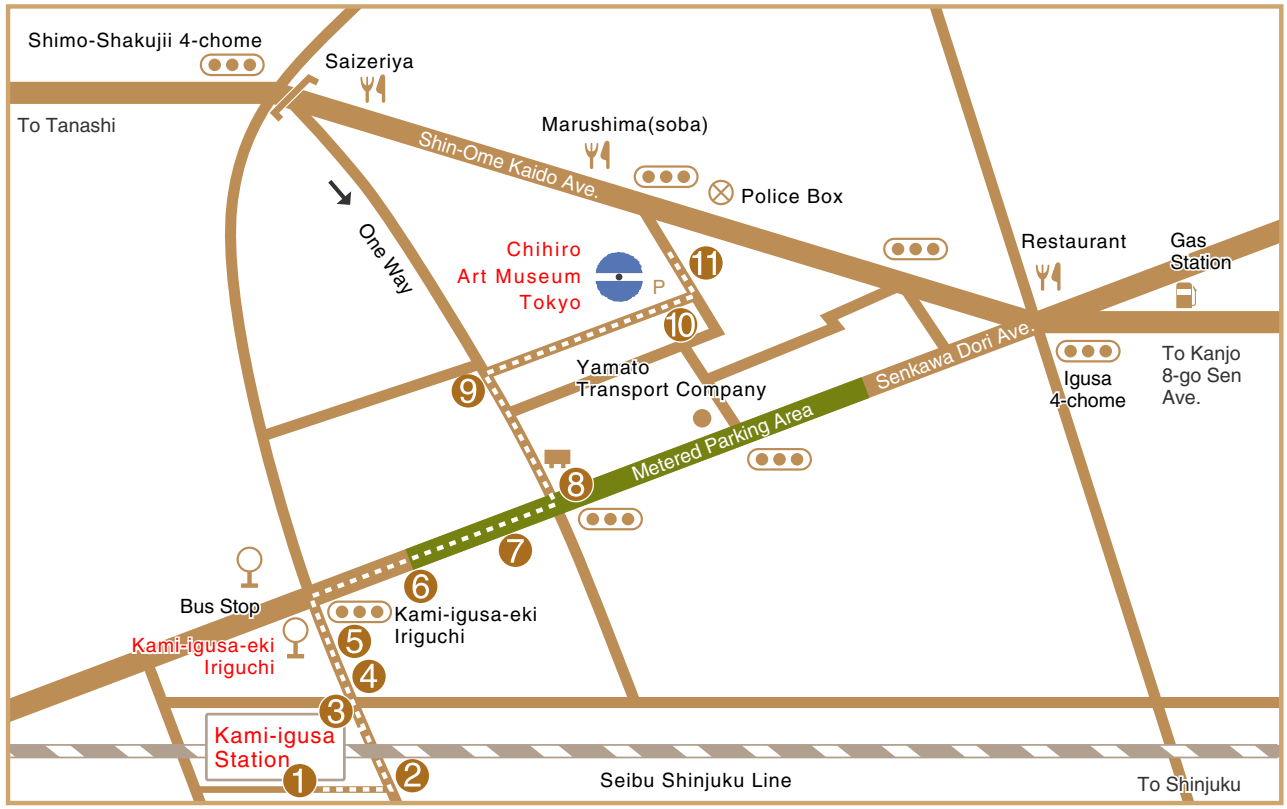 Shimo-Shakujii 4-chome
Saizeriya
To Tanashi
Marushima(soba)
Shin-Ome Kaido Ave.
Police Box
One Way
Chihiro
Art Museum
Tokyo
P
11
10
Restaurant
Gas
Station
Senkawa Dori Ave.
To Kanjo
8-go Sen
Ave.
Igusa
4-chome
9
Yamato
Transport Company
Metered Parking Area
8
7
6
Bus Stop
Kami-igusa-eki
Iriguchi
Kami-igusa-eki
Iriguchi
5
4
3
Kami-igusa
Station
1
2
Seibu Shinjuku Line
To Shinjuku